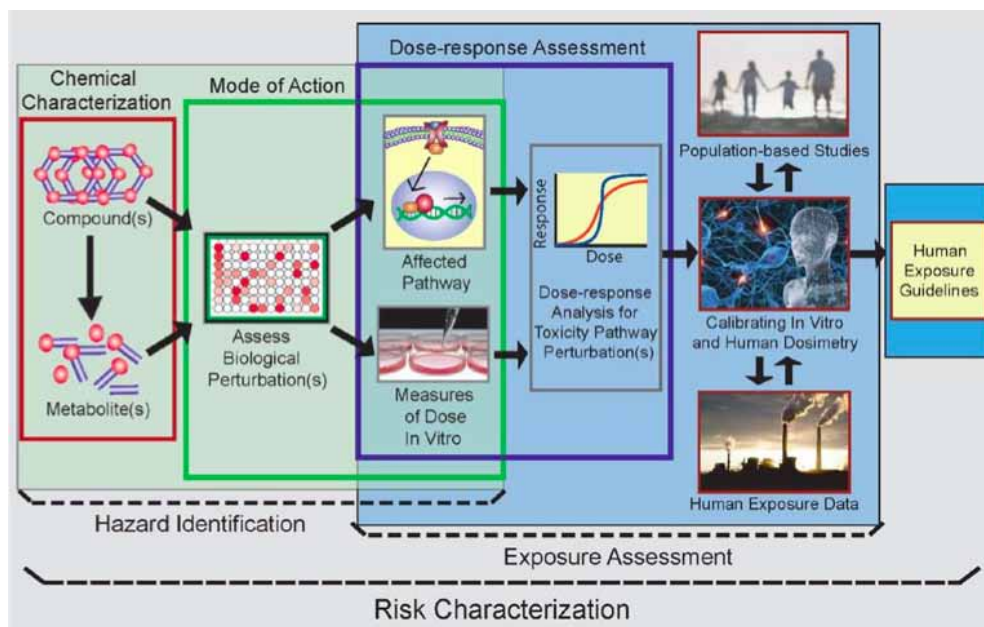 Dose-response Assessment
Chemical
Characterization
Mode of Action
Compound(s)
Metabolite(s)
Assess
Biological
Perturbation(s)
Affected
Pathway
Measures
of Dose
In Vitro
Response
Dose
Dose-response
Analysis for
Toxicity Pathway
Perturbation(s)
Population-based Studies
Calibrating In Vitro
and Human Dosimetry
Human Exposure Data
Human
Exposure
Guidelines
Hazard Identification
Exposure Assessment
Risk Characterization